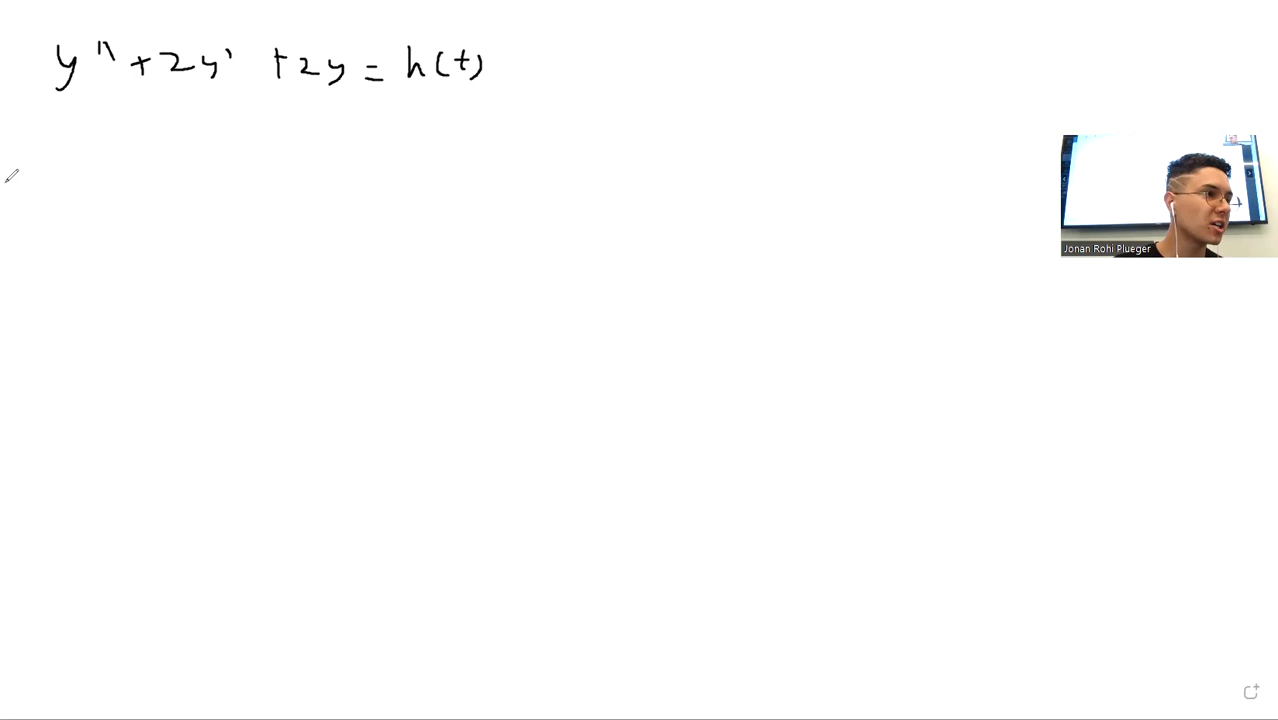 y'' + 2y' + 2y = h(t)
Jonan Rohi Plueger